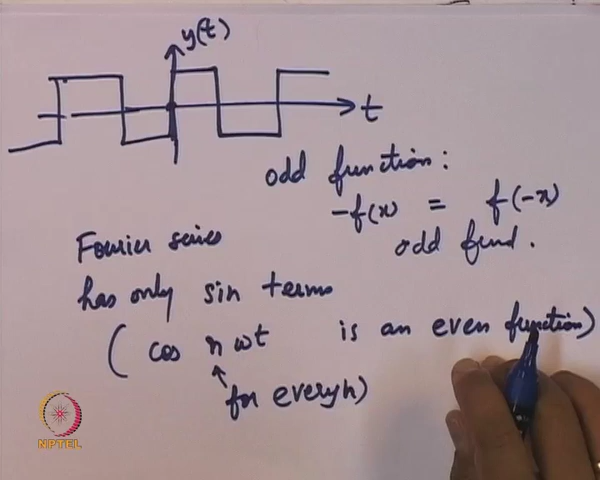 y(t)
t
odd function:
-f(x) = f(-x)
odd fund.
Fourier series
has only sin terms
( cos n ωt is an even function)
for every n)
NPTEL